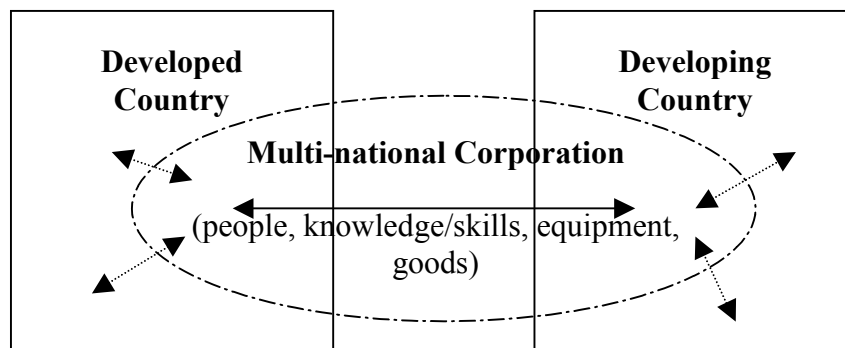 Developed
Country
Developing
Country
Multi-national Corporation
(people, knowledge/skills, equipment,
goods)